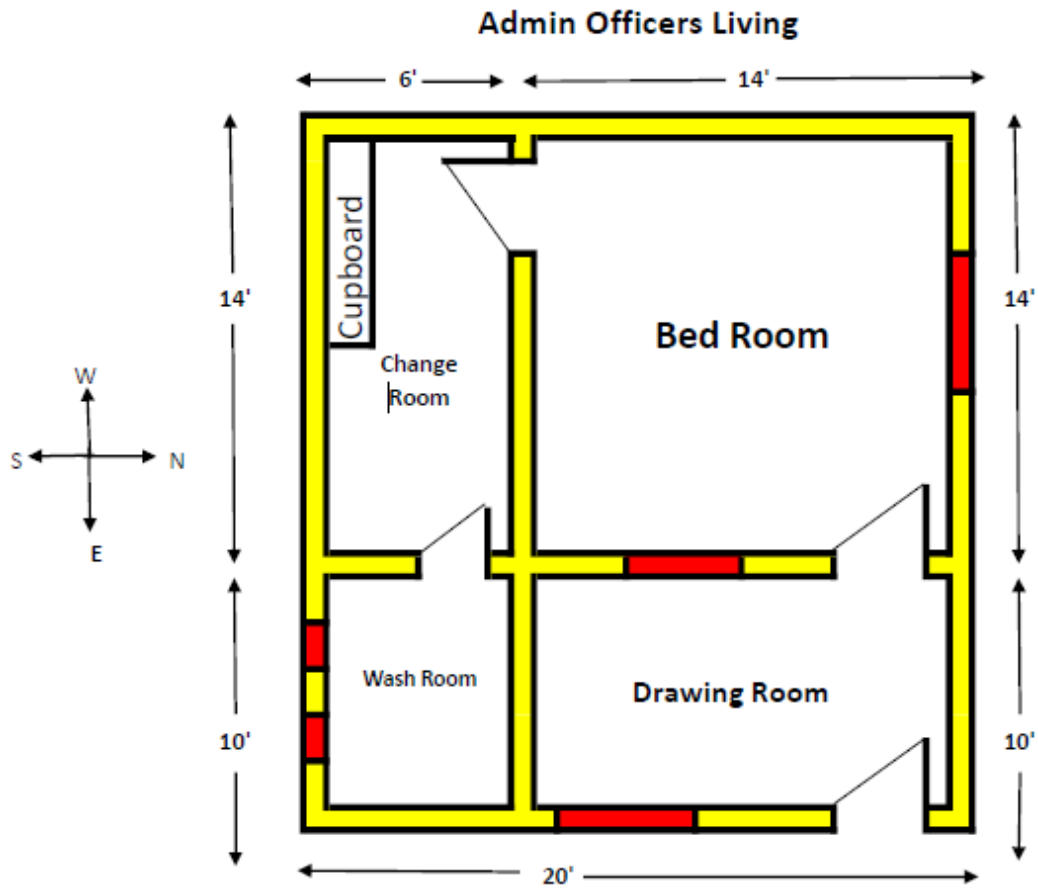 Admin Officers Living
6'
14'
14'
14'
Cupboard
Bed Room
Change
Room
W
S
N
E
Wash Room
Drawing Room
10'
10'
20'